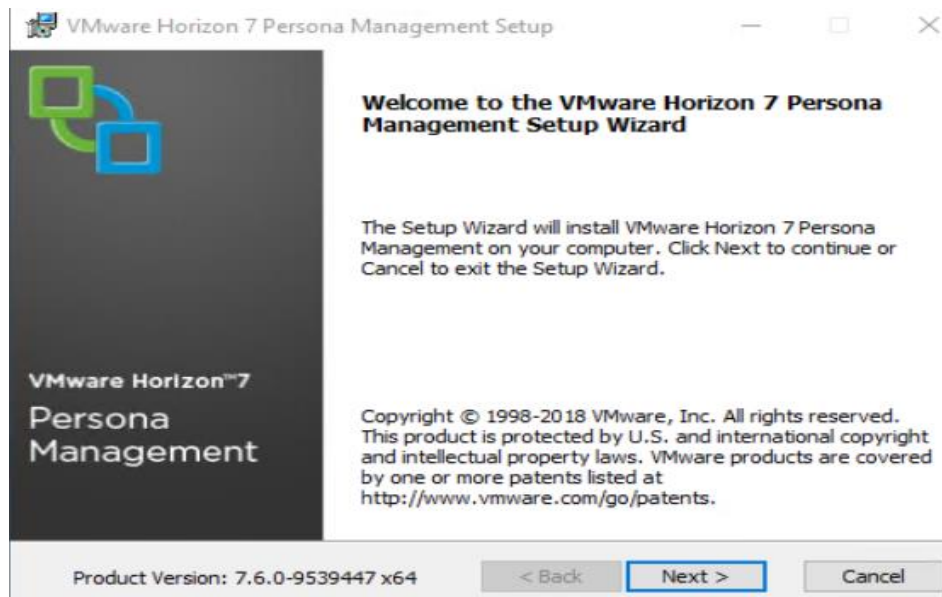 VMware Horizon 7 Persona Management Setup
Welcome to the VMware Horizon 7 Persona
Management Setup Wizard
The Setup Wizard will install VMware Horizon 7 Persona
Management on your computer. Click Next to continue or
Cancel to exit the Setup Wizard.
VMware Horizon™7
Persona
Management
Copyright © 1998-2018 VMware, Inc. All rights reserved.
This product is protected by U.S. and international copyright
and intellectual property laws. VMware products are covered
by one or more patents listed at
http://www.vmware.com/go/patents.
Product Version: 7.6.0-9539447 x64
< Back
Next >
Cancel